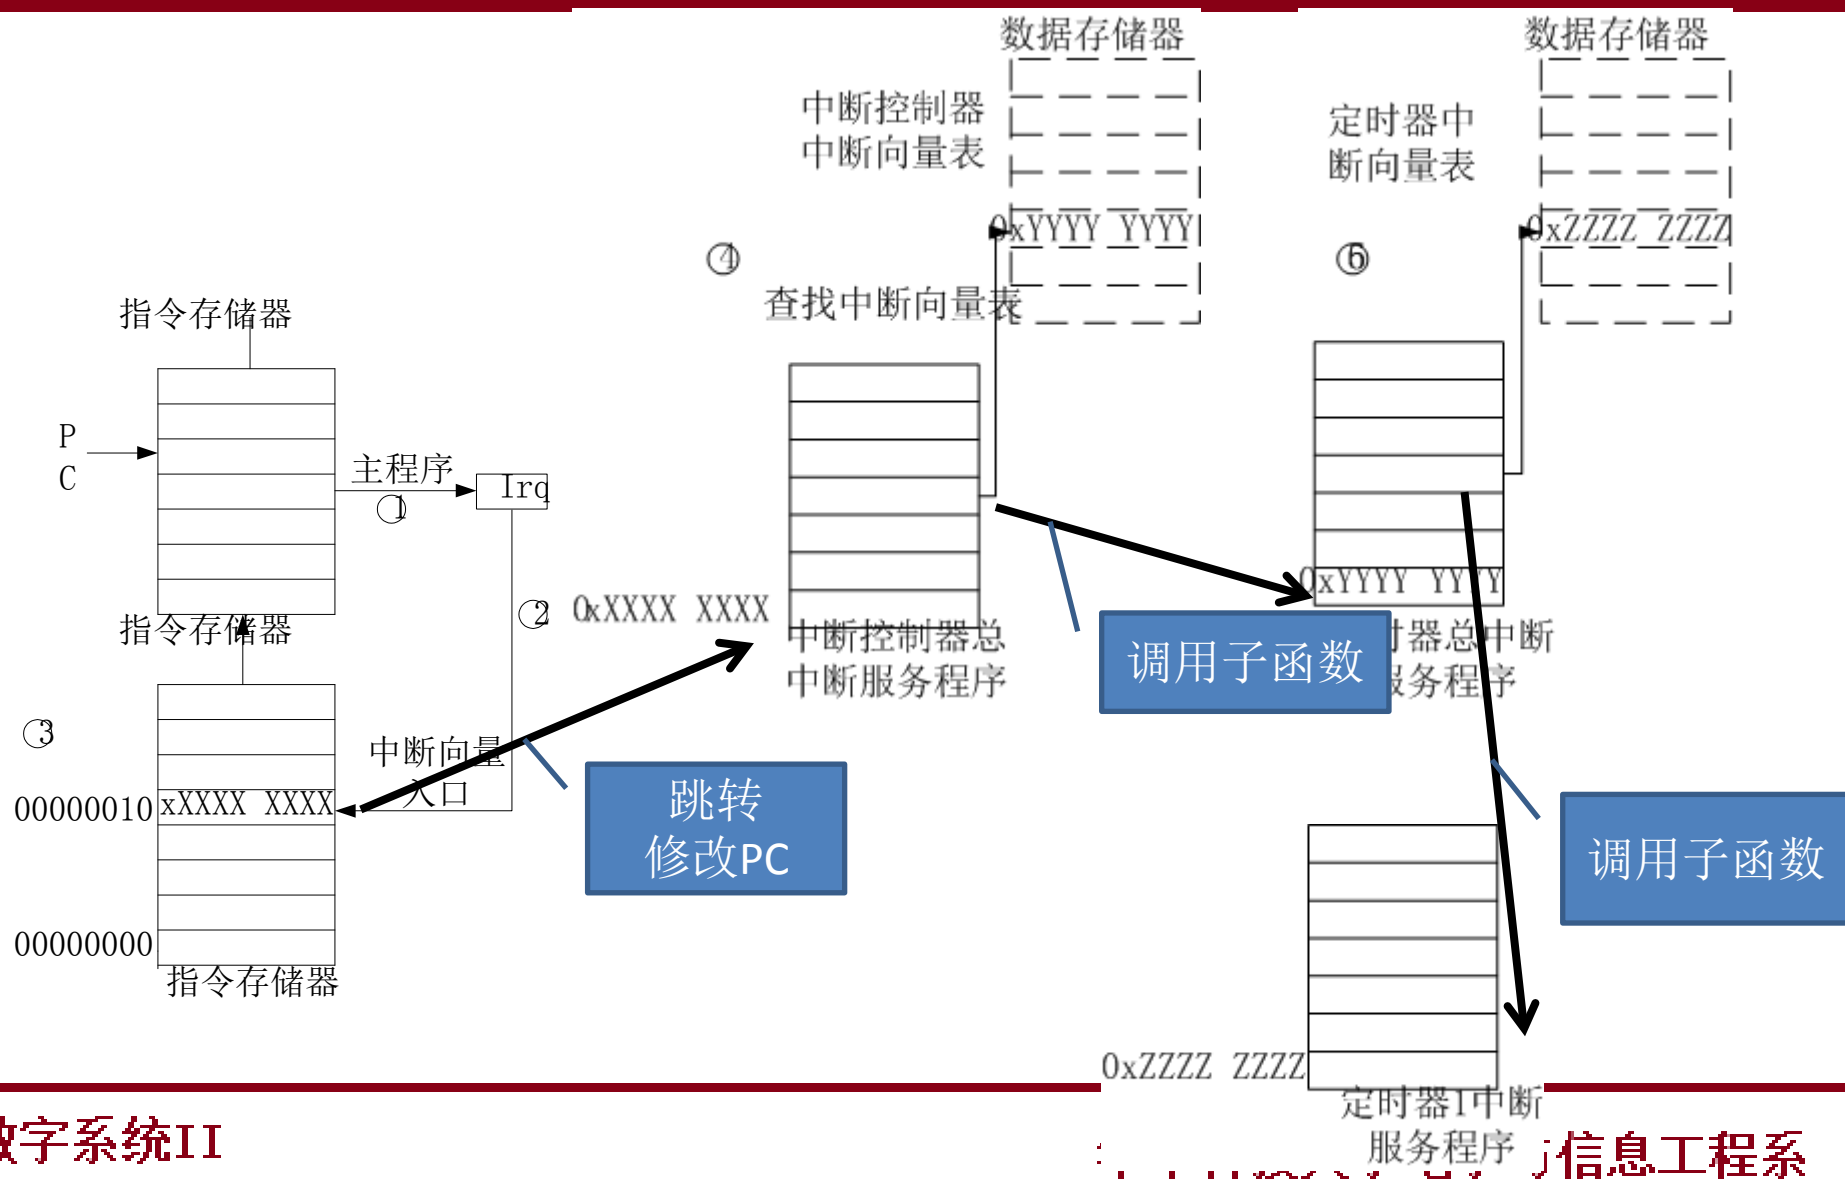 数据存储器
数据存储器
中断控制器
中断向量表
定时器中
断向量表
0xYYYY YYYY
0xZZZZ ZZZZ
④
⑥
查找中断向量表
指令存储器
P
C
主程序
①
Irq
0xYYYY YYYY
② 0xXXXX XXXX
中断控制器总
中断服务程序
调用子函数
时器总中断
服务程序
指令存储器
③
中断向量
入口
00000010
xXXXX XXXX
跳转
修改PC
调用子函数
00000000
指令存储器
0xZZZZ ZZZZ
定时器1中断
服务程序
数字系统II
信息工程系